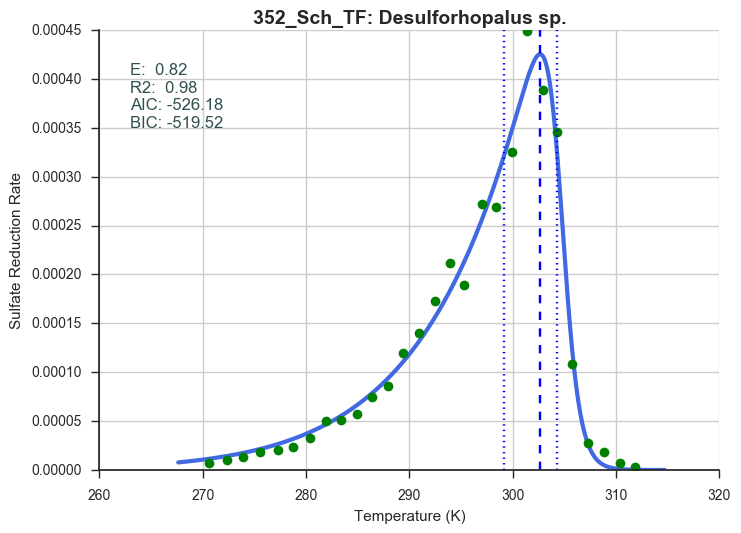 352_Sch_TF: Desulforhopalus sp.
E:  0.82
R2:  0.98
AIC: -526.18
BIC: -519.52
Sulfate Reduction Rate
0.00045
0.00040
0.00035
0.00030
0.00025
0.00020
0.00015
0.00010
0.00005
0.00000
260 270 280 290 300 310 320
Temperature (K)